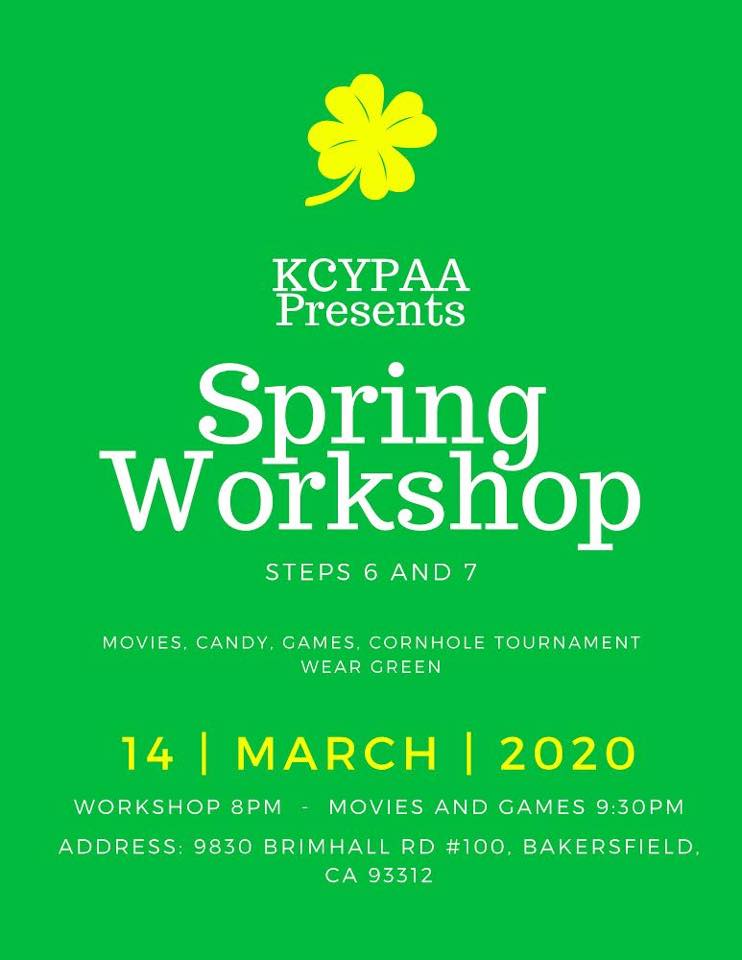 KCYPAA
Presents
Spring
Workshop
STEPS 6 AND 7
MOVIES, CANDY, GAMES, CORNHOLE TOURNAMENT
WEAR GREEN
14 | MARCH | 2020
WORKSHOP 8PM - MOVIES AND GAMES 9:30PM
ADDRESS: 9830 BRIMHALL RD #100, BAKERSFIELD,
CA 93312